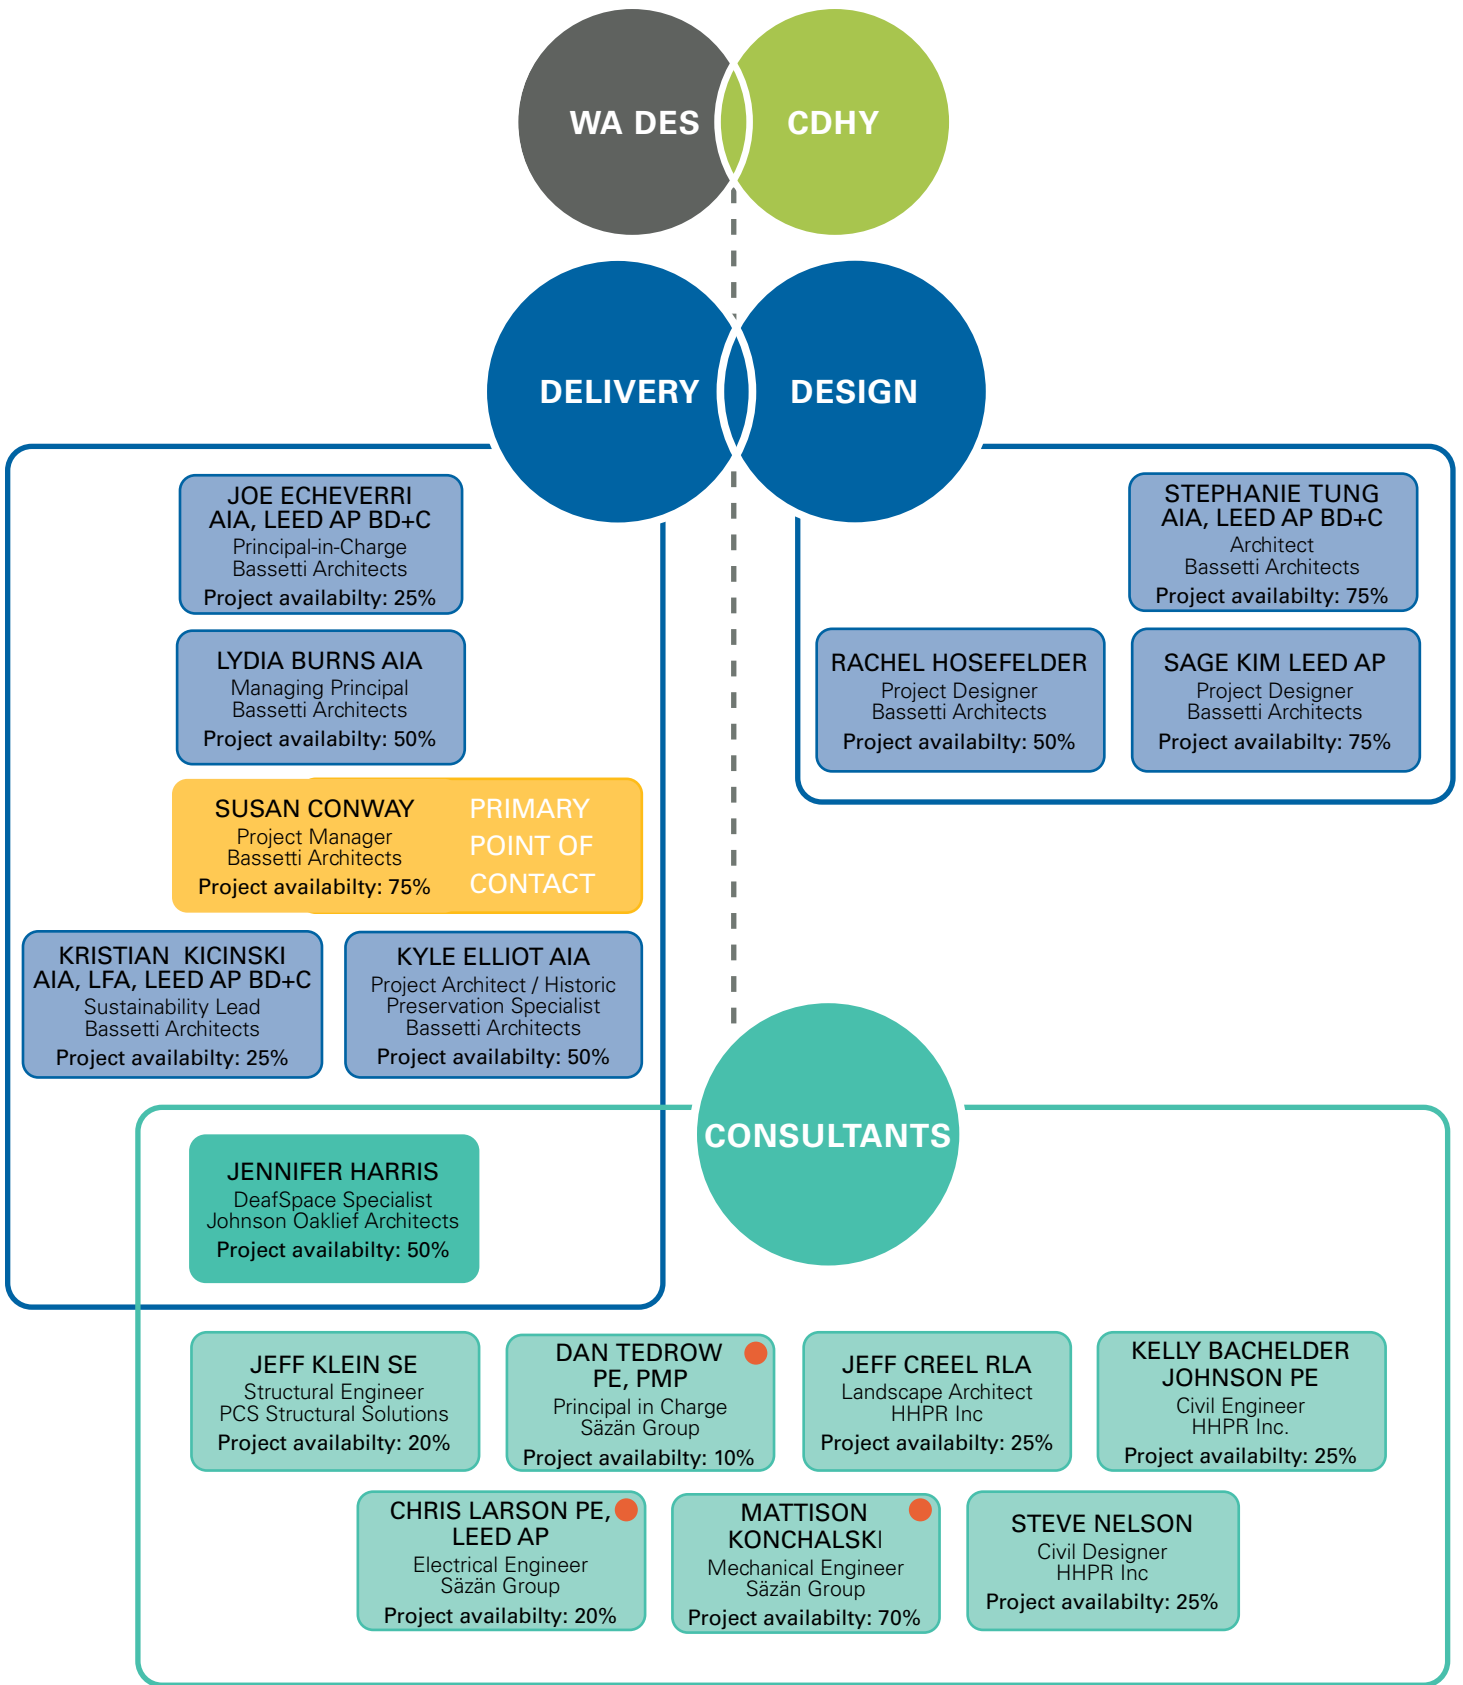 WA DES
CDHY
DELIVERY
DESIGN
JOE ECHEVERRI
AIA, LEED AP BD+C
Principal-in-Charge
Bassetti Architects
Project availabilty: 25%
LYDIA BURNS AIA
Managing Principal
Bassetti Architects
Project availabilty: 50%
SUSAN CONWAY
Project Manager
Bassetti Architects
Project availabilty: 75%
PRIMARY
POINT OF
CONTACT
KRISTIAN KICINSKI
AIA, LFA, LEED AP BD+C
Sustainability Lead
Bassetti Architects
Project availabilty: 25%
KYLE ELLIOT AIA
Project Architect / Historic
Preservation Specialist
Bassetti Architects
Project availabilty: 50%
STEPHANIE TUNG
AIA, LEED AP BD+C
Architect
Bassetti Architects
Project availabilty: 75%
RACHEL HOSEFELDER
Project Designer
Bassetti Architects
Project availabilty: 50%
SAGE KIM LEED AP
Project Designer
Bassetti Architects
Project availabilty: 75%
CONSULTANTS
JENNIFER HARRIS
DeafSpace Specialist
Johnson Oaklief Architects
Project availabilty: 50%
JEFF KLEIN SE
Structural Engineer
PCS Structural Solutions
Project availabilty: 20%
DAN TEDROW
PE, PMP
Principal in Charge
Säzän Group
Project availabilty: 10%
JEFF CREEL RLA
Landscape Architect
HHPR Inc
Project availabilty: 25%
KELLY BACHELDER
JOHNSON PE
Civil Engineer
HHPR Inc.
Project availabilty: 25%
CHRIS LARSON PE,
LEED AP
Electrical Engineer
Säzän Group
Project availabilty: 20%
MATTISON
KONCHALSKI
Mechanical Engineer
Säzän Group
Project availabilty: 70%
STEVE NELSON
Civil Designer
HHPR Inc
Project availabilty: 25%